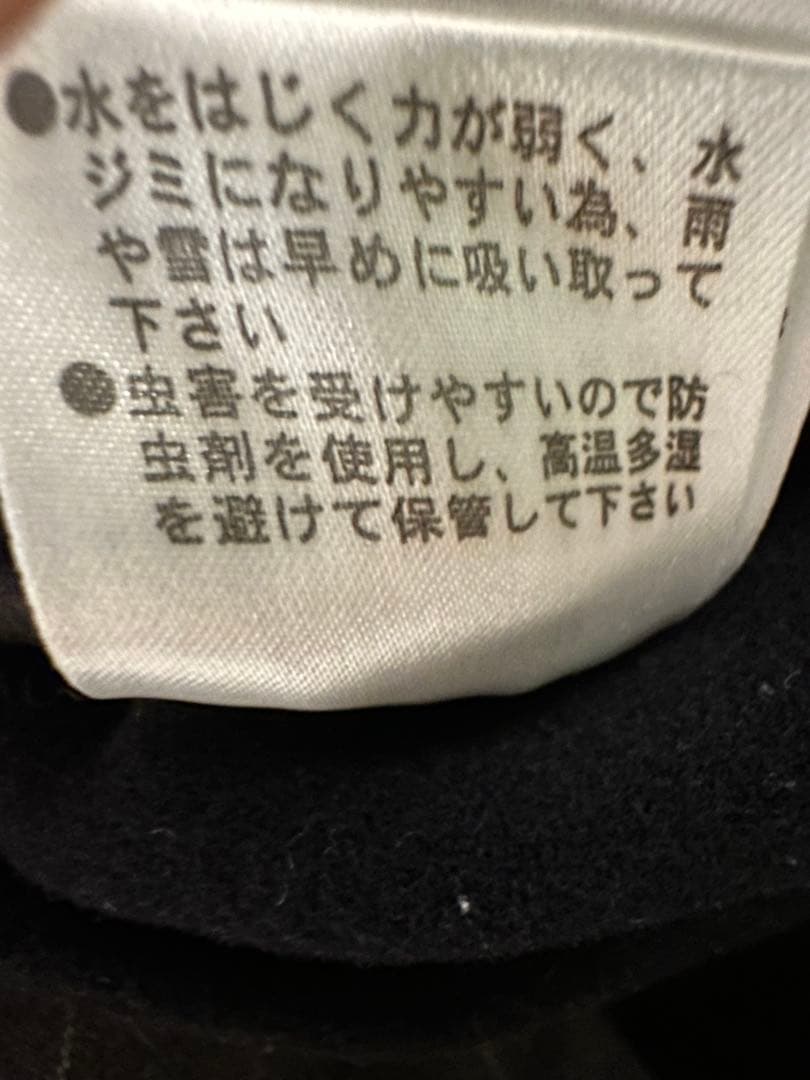 ●水をはじく力が弱く、水
ジミになりやすい為、雨
や雪は早めに吸い取って
下さい
●虫害を受けやすいので防
虫剤を使用し、高温多湿
を避けて保管して下さい